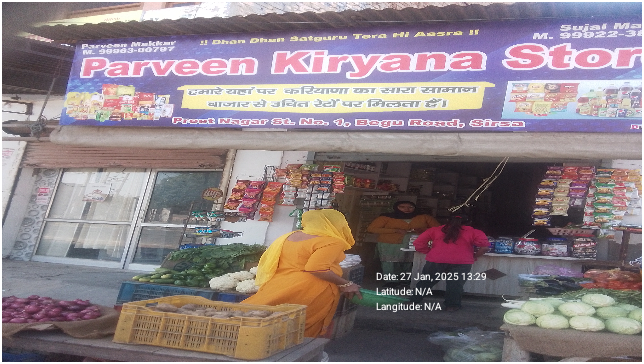 !! Dhan Dhan Satguru Tera Hi Aasra !!
Parveen Makkar
M. 99963-00797
Sujal Ma
M. 99922-38
Parveen Kiryana Stor
हमारे यहां पर करियाणा का सारा सामान
बाजार से उचित रेटों पर मिलता है।
Preet Nagar St. No. 1, Begu Road, Sirsa
Date: 27 Jan, 2025 13:29
Latitude: N/A
Langitude: N/A